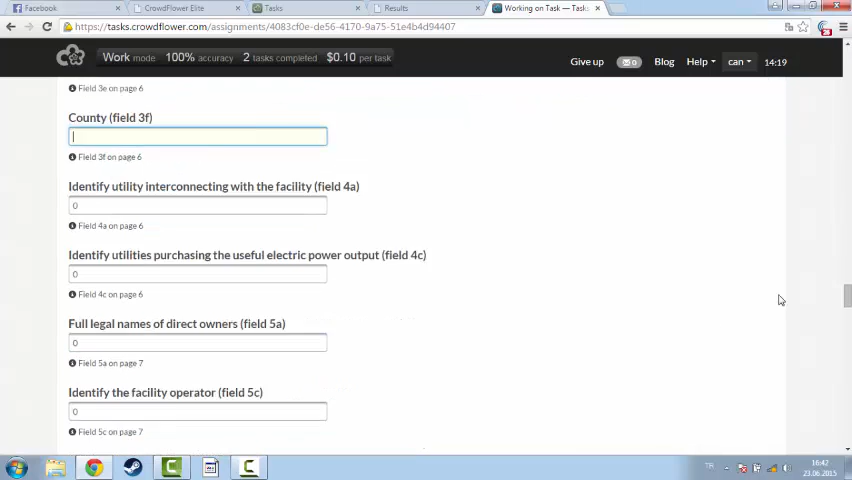 Facebook
CrowdFlower Elite
Tasks
Results
Working on Task — Task
https://tasks.crowdflower.com/assignments/4083cf0e-de56-4170-9a75-51e4b4d94407
Work mode 100% accuracy 2 tasks completed $0.10 per task
Give up 0 Blog Help can 14:19
Field 3e on page 6
County (field 3f)
Field 3f on page 6
Identify utility interconnecting with the facility (field 4a)
0
Field 4a on page 6
Identify utilities purchasing the useful electric power output (field 4c)
0
Field 4c on page 6
Full legal names of direct owners (field 5a)
0
Field 5a on page 7
Identify the facility operator (field 5c)
0
Field 5c on page 7
TR
16:42
23.06.2015